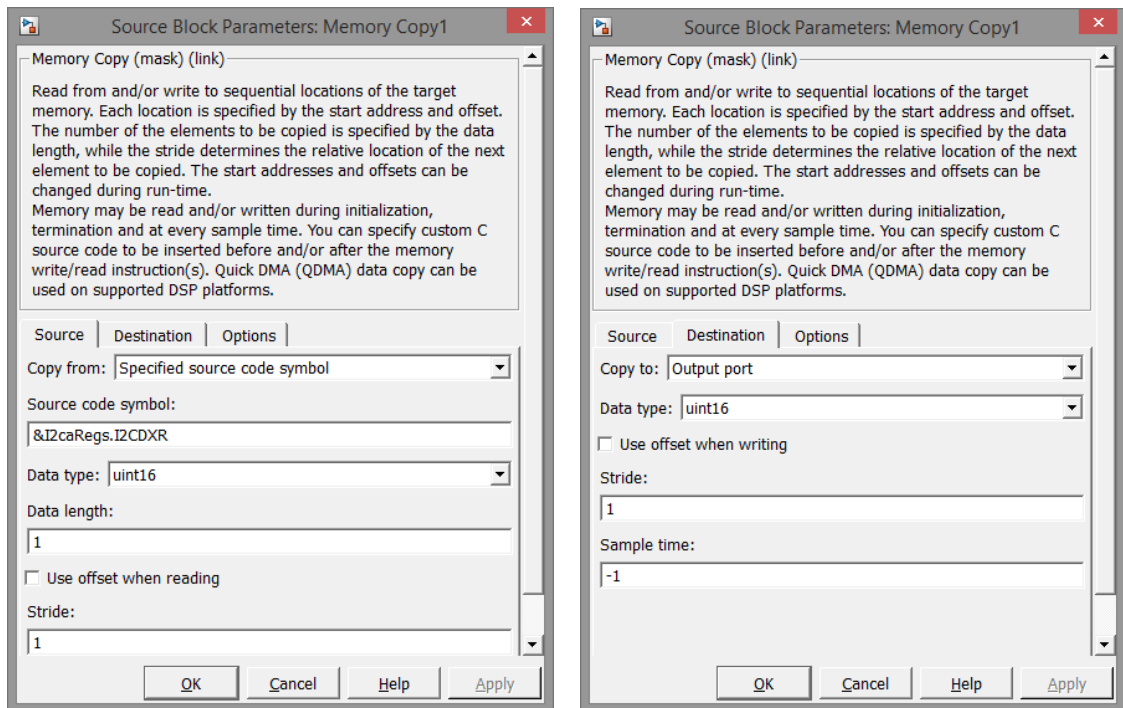 Source Block Parameters: Memory Copy1
Memory Copy (mask) (link)
Read from and/or write to sequential locations of the target
memory. Each location is specified by the start address and offset.
The number of the elements to be copied is specified by the data
length, while the stride determines the relative location of the next
element to be copied. The start addresses and offsets can be
changed during run-time.
Memory may be read and/or written during initialization,
termination and at every sample time. You can specify custom C
source code to be inserted before and/or after the memory
write/read instruction(s). Quick DMA (QDMA) data copy can be
used on supported DSP platforms.
Source Destination Options
Copy from: Specified source code symbol
Source code symbol:
&I2caRegs.I2CDXR
Data type: uint16
Data length:
1
Use offset when reading
Stride:
1
OK Cancel Help Apply
Source Block Parameters: Memory Copy1
Memory Copy (mask) (link)
Read from and/or write to sequential locations of the target
memory. Each location is specified by the start address and offset.
The number of the elements to be copied is specified by the data
length, while the stride determines the relative location of the next
element to be copied. The start addresses and offsets can be
changed during run-time.
Memory may be read and/or written during initialization,
termination and at every sample time. You can specify custom C
source code to be inserted before and/or after the memory
write/read instruction(s). Quick DMA (QDMA) data copy can be
used on supported DSP platforms.
Source Destination Options
Copy to: Output port
Data type: uint16
Use offset when writing
Stride:
1
Sample time:
-1
OK Cancel Help Apply